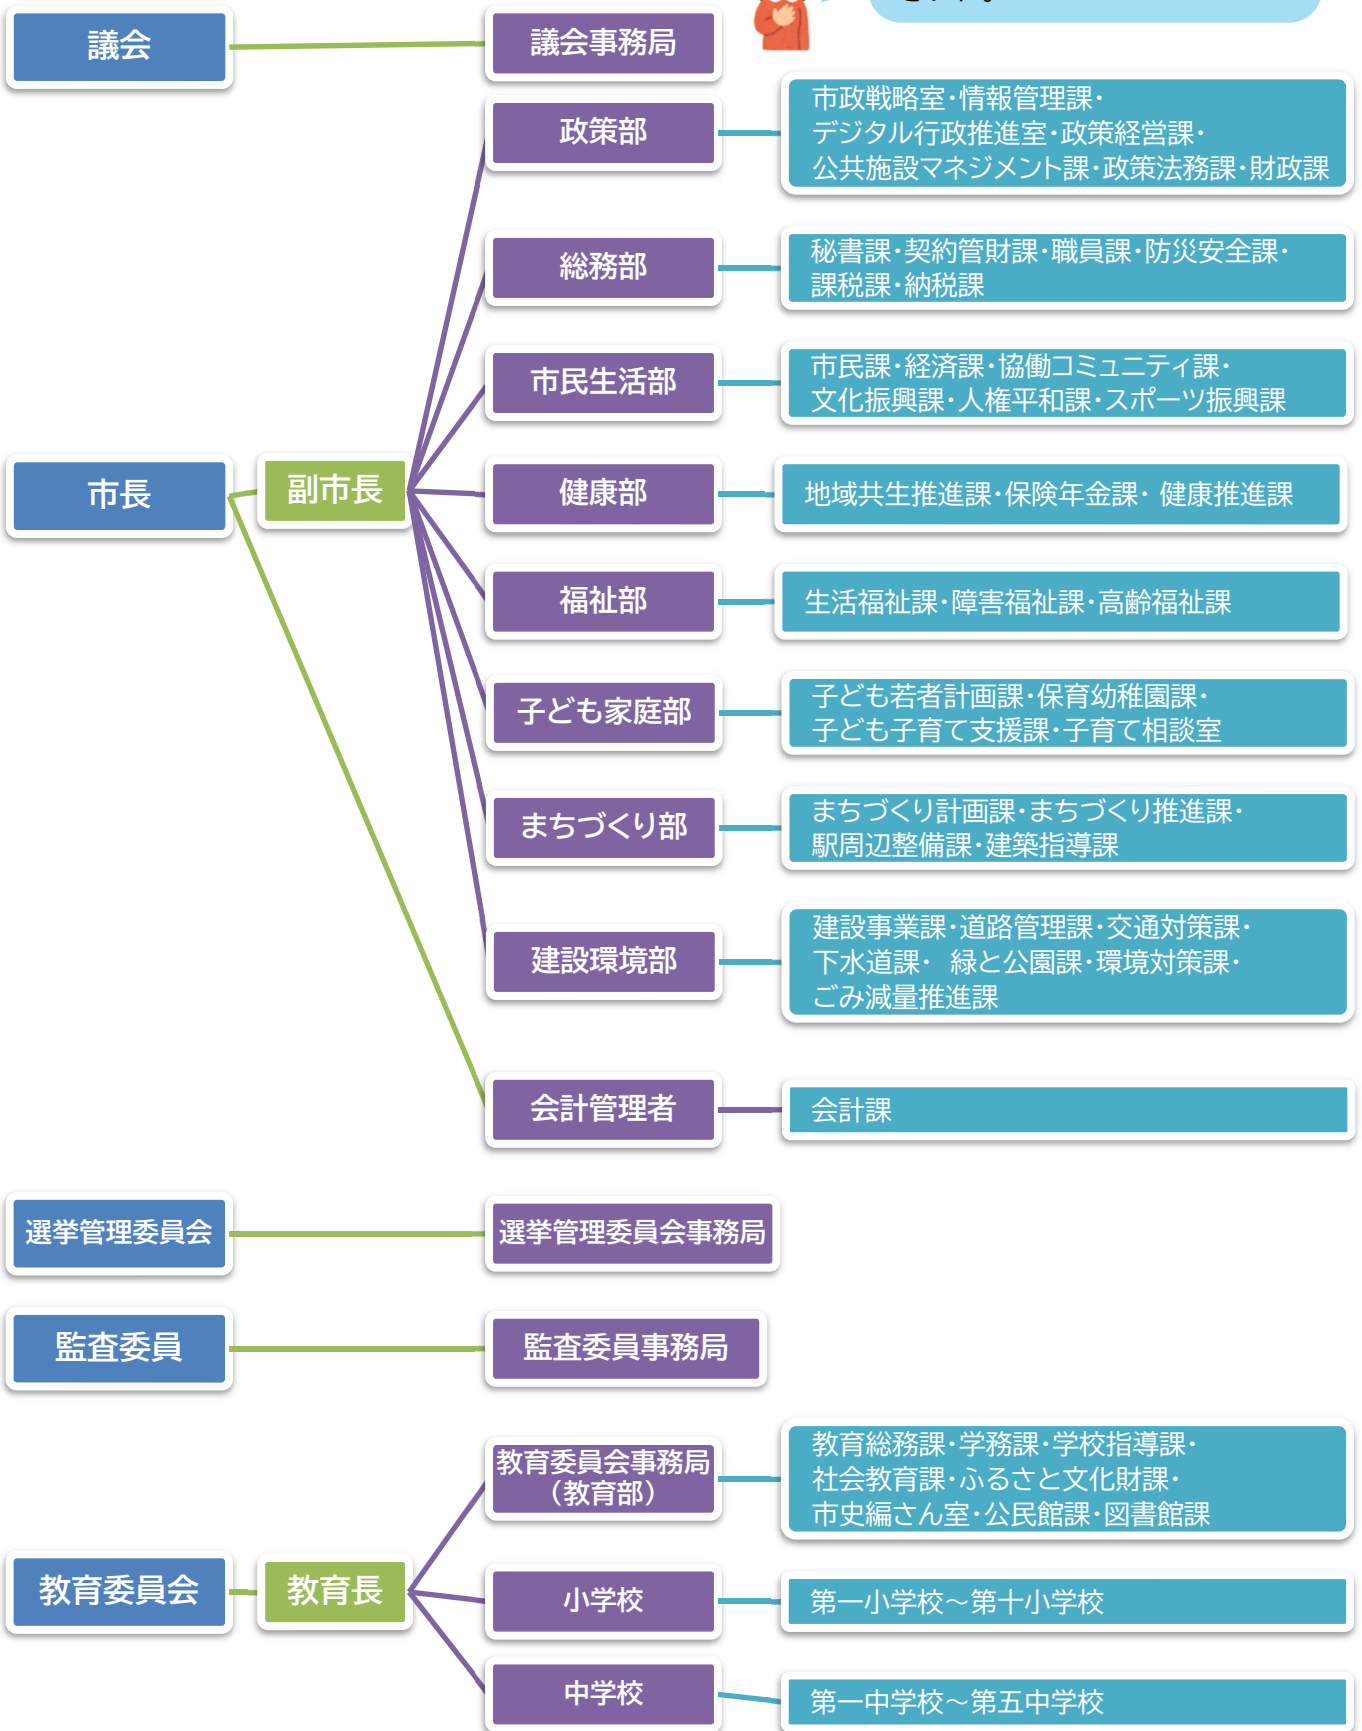 議会
議会事務局
政策部
市政戦略室・情報管理課・
デジタル行政推進室・政策経営課・
公共施設マネジメント課・政策法務課・財政課
総務部
秘書課・契約管財課・職員課・防災安全課・
課税課・納税課
市民生活部
市民課・経済課・協働コミュニティ課・
文化振興課・人権平和課・スポーツ振興課
市長
副市長
健康部
地域共生推進課・保険年金課・ 健康推進課
福祉部
生活福祉課・障害福祉課・高齢福祉課
子ども家庭部
子ども若者計画課・保育幼稚園課・
子ども子育て支援課・子育て相談室
まちづくり部
まちづくり計画課・まちづくり推進課・
駅周辺整備課・建築指導課
建設環境部
建設事業課・道路管理課・交通対策課・
下水道課・ 緑と公園課・環境対策課・
ごみ減量推進課
会計管理者
会計課
選挙管理委員会
選挙管理委員会事務局
監査委員
監査委員事務局
教育委員会事務局
（教育部）
教育総務課・学務課・学校指導課・
社会教育課・ふるさと文化財課・
市史編さん室・公民館課・図書館課
教育委員会
教育長
小学校
第一小学校～第十小学校
中学校
第一中学校～第五中学校